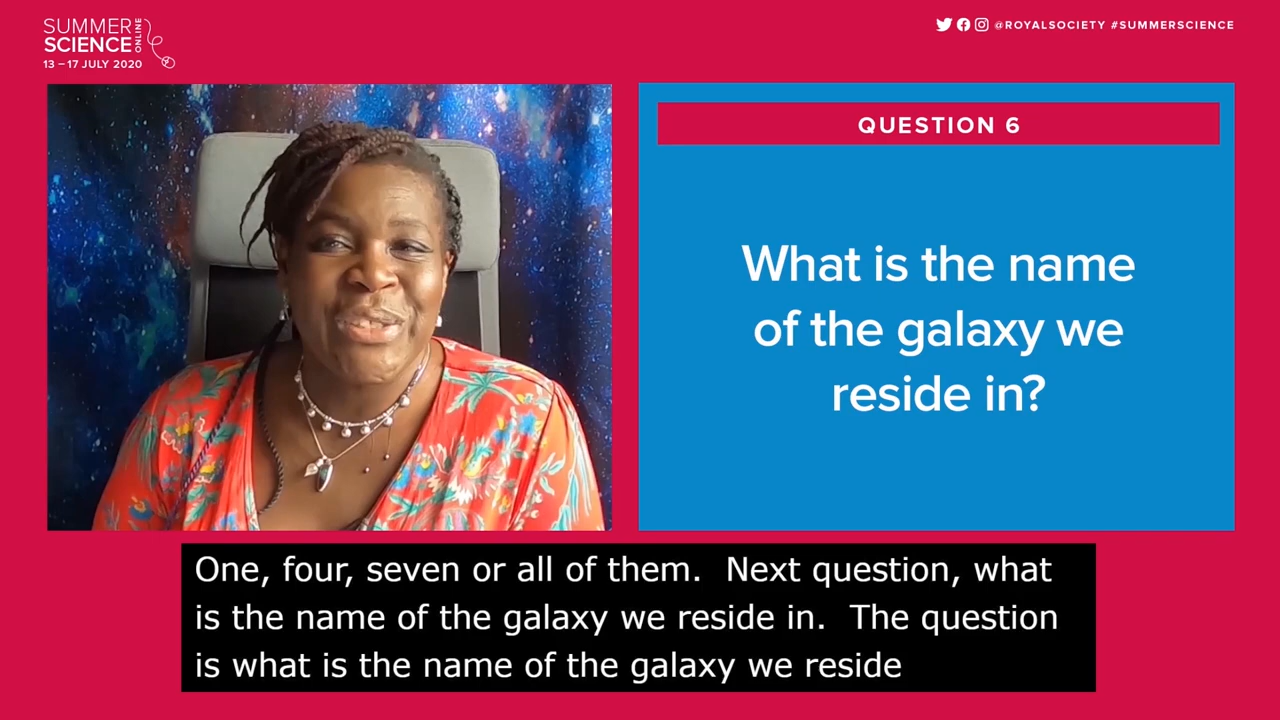 SUMMER
SCIENCE
ONLINE
13 – 17 JULY 2020
@ROYALSOCIETY #SUMMERSCIENCE
QUESTION 6
What is the name
of the galaxy we
reside in?
One, four, seven or all of them.  Next question, what
is the name of the galaxy we reside in.  The question
is what is the name of the galaxy we reside